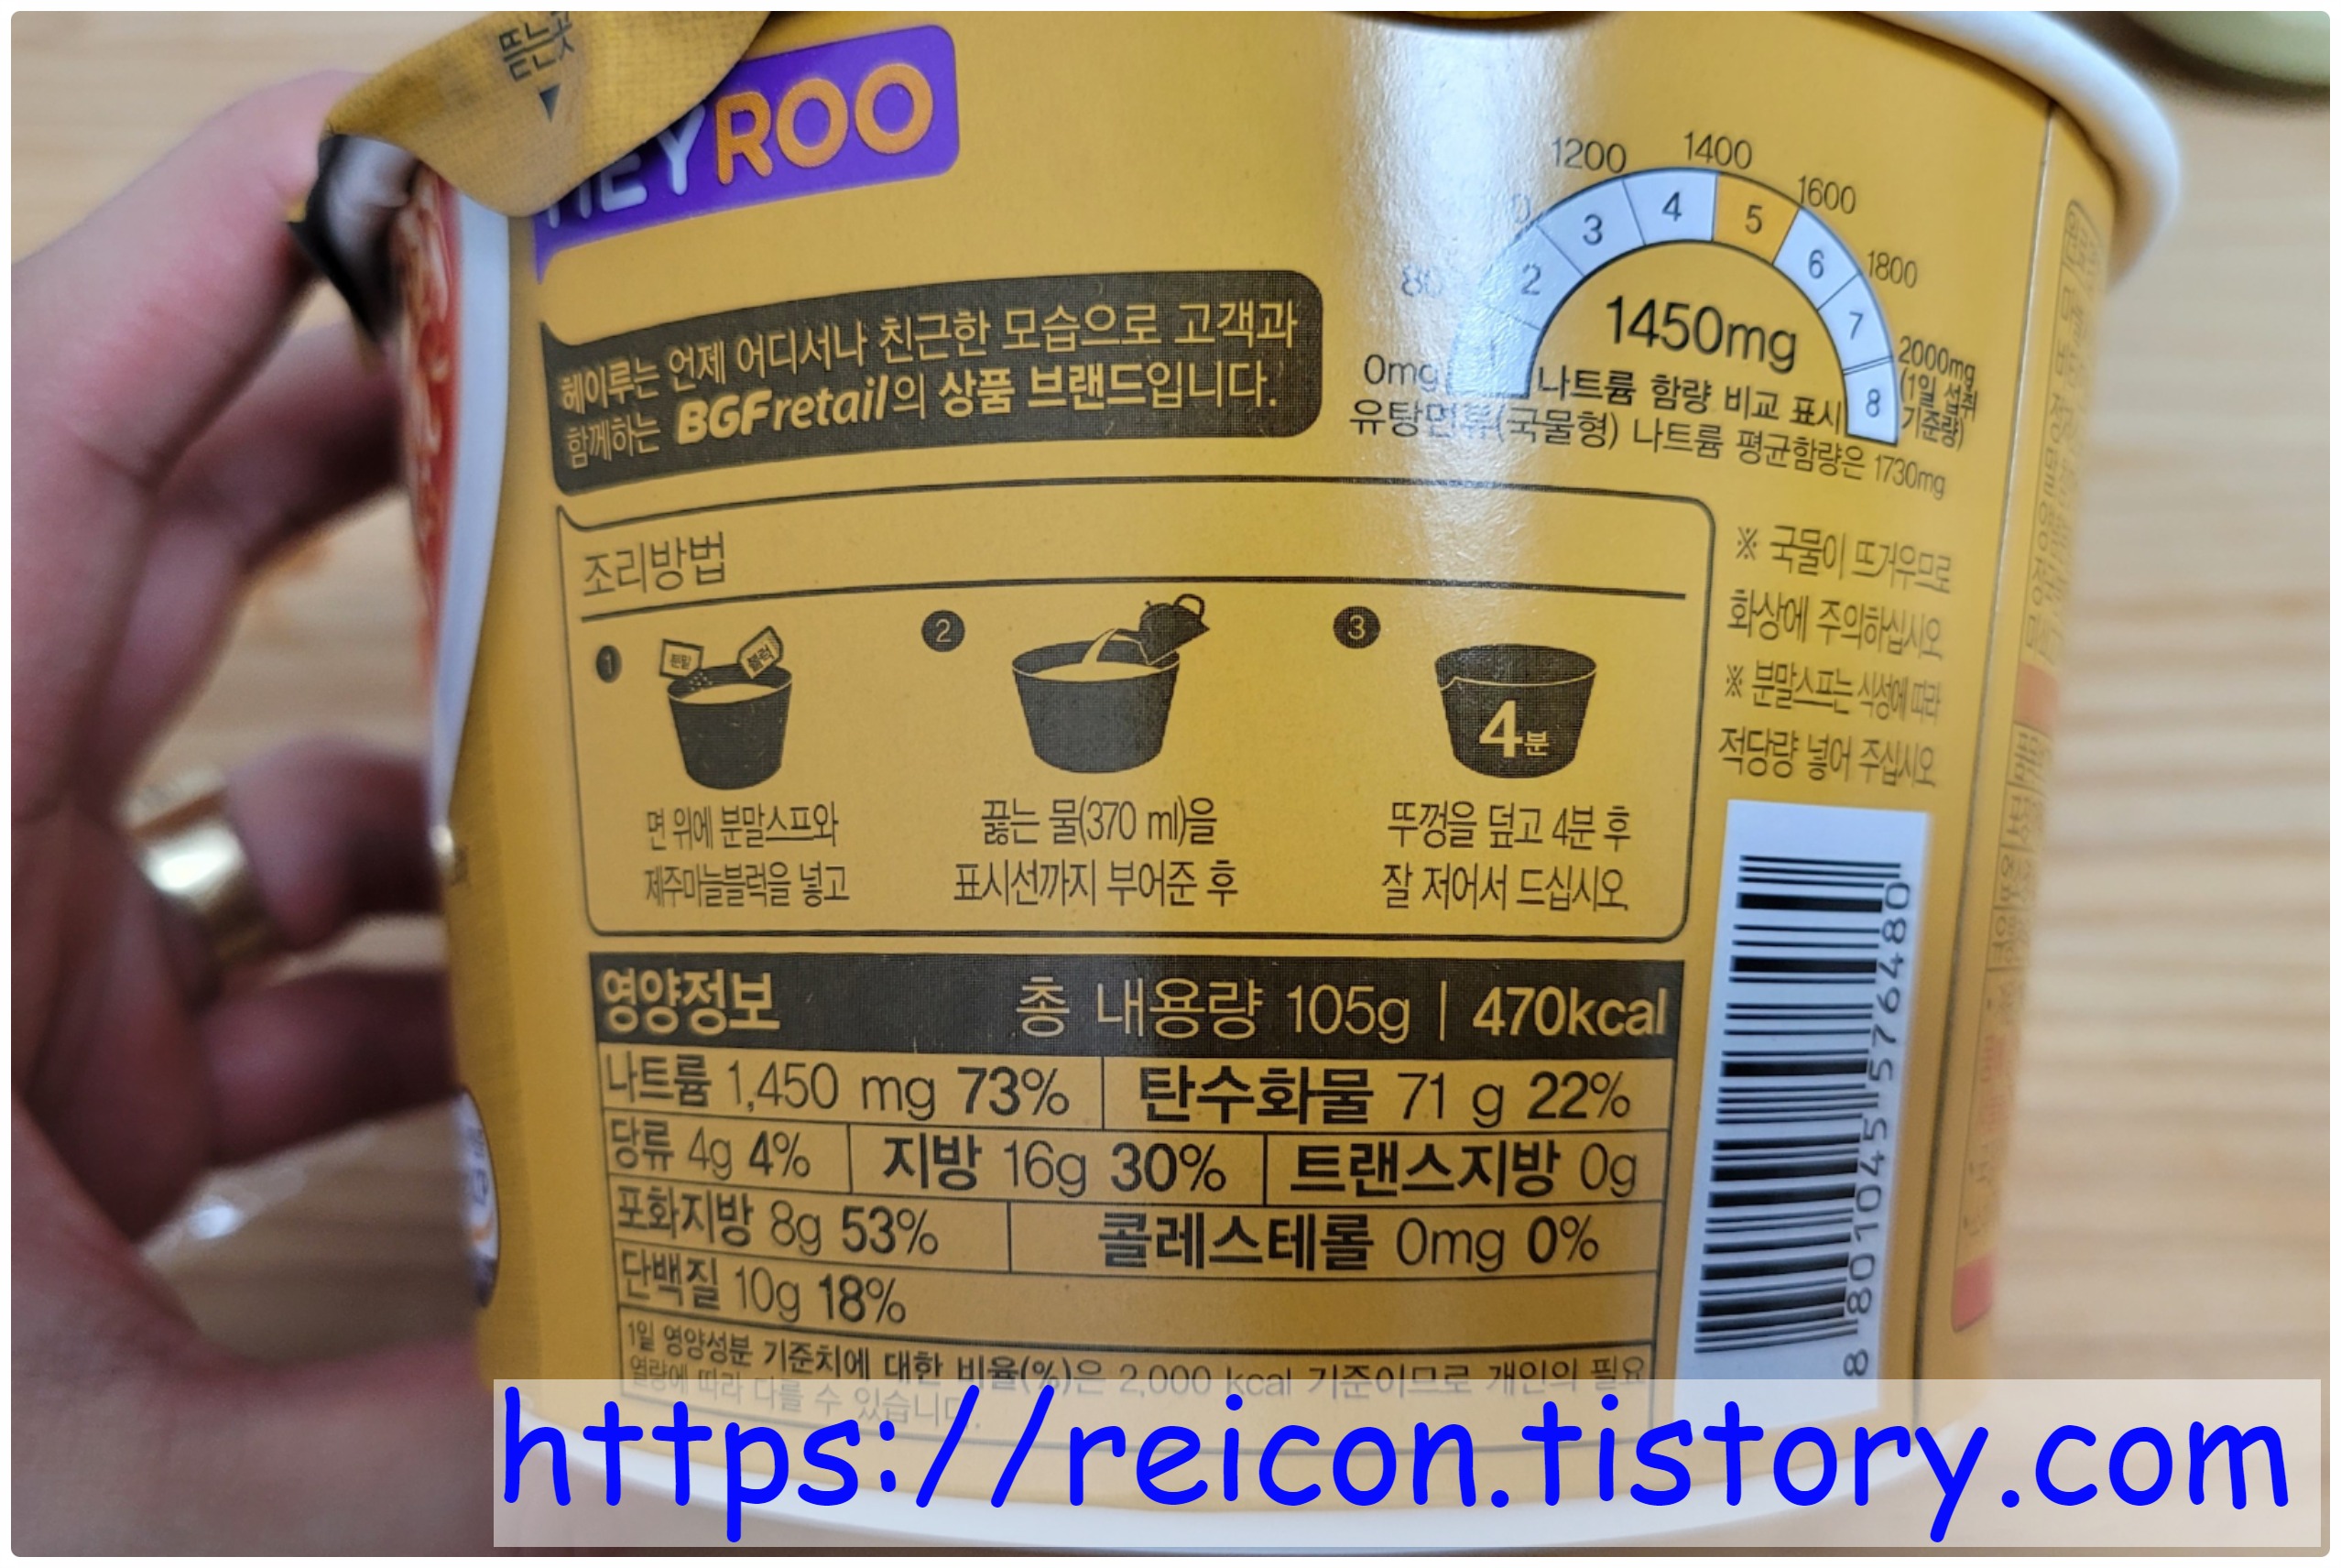 뜯는곳
HEYROO
헤이루는 언제 어디서나 친근한 모습으로 고객과
함께하는 BGFretail의 상품 브랜드입니다.
0mg
1200
1400
1600
1800
2000mg
(1일 섭취
기준량)
1
2
3
4
5
6
7
8
1450mg
나트륨 함량 비교 표시
유탕면류(국물형) 나트륨 평균함량은 1730mg
조리방법
1
분말
블럭
면 위에 분말스프와
제주마늘블럭을 넣고
2
끓는 물(370 ml)을
표시선까지 부어준 후
3
4분
뚜껑을 덮고 4분 후
잘 저어서 드십시오
※ 국물이 뜨거우므로
화상에 주의하십시오
※ 분말스프는 식성에 따라
적당량 넣어 주십시오
영양정보 총 내용량 105g | 470kcal
나트륨 1,450 mg 73% 탄수화물 71 g 22%
당류 4g 4% 지방 16g 30% 트랜스지방 0g
포화지방 8g 53% 콜레스테롤 0mg 0%
단백질 10g 18%
1일 영양성분 기준치에 대한 비율(%)은 2,000 kcal 기준이므로 개인의 필요
열량에 따라 다를 수 있습니다.
8 801045 576480
https://reicon.tistory.com